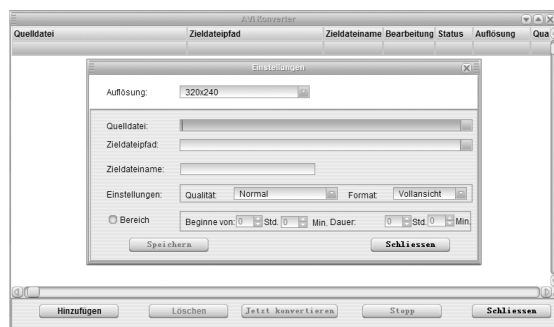 AVI Konverter
Quelldatei Zieldateipfad Zieldateiname Bearbeitung Status Auflösung Qua
Einstellungen
Auflösung: 320x240
Quelldatei:
Zieldateipfad:
Zieldateiname:
Einstellungen: Qualität: Normal Format: Vollansicht
Bereich Beginne von: 0 Std. 0 Min. Dauer: 0 Std. 0 Min.
Speichern Schliessen
Hinzufügen Löschen Jetzt konvertieren Stopp Schliessen